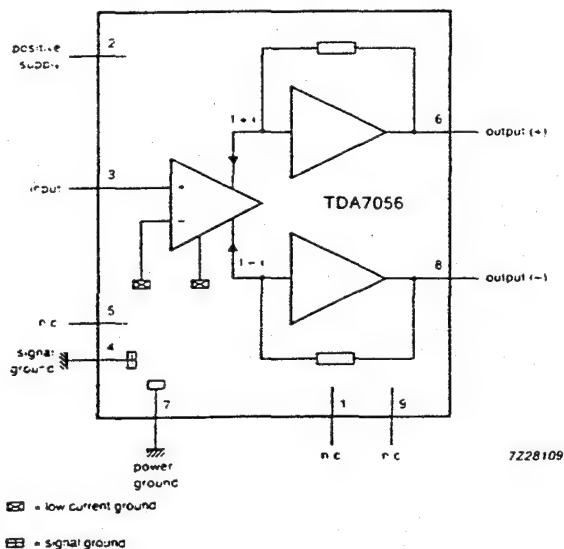 positive
supply
2
6
output (+)
I + i
input
3
+
−
TDA7056
I − i
8
output (−)
5
n c
4
signal
ground
7
power
ground
1
9
n c
n c
7Z28109
= low current ground
= signal ground